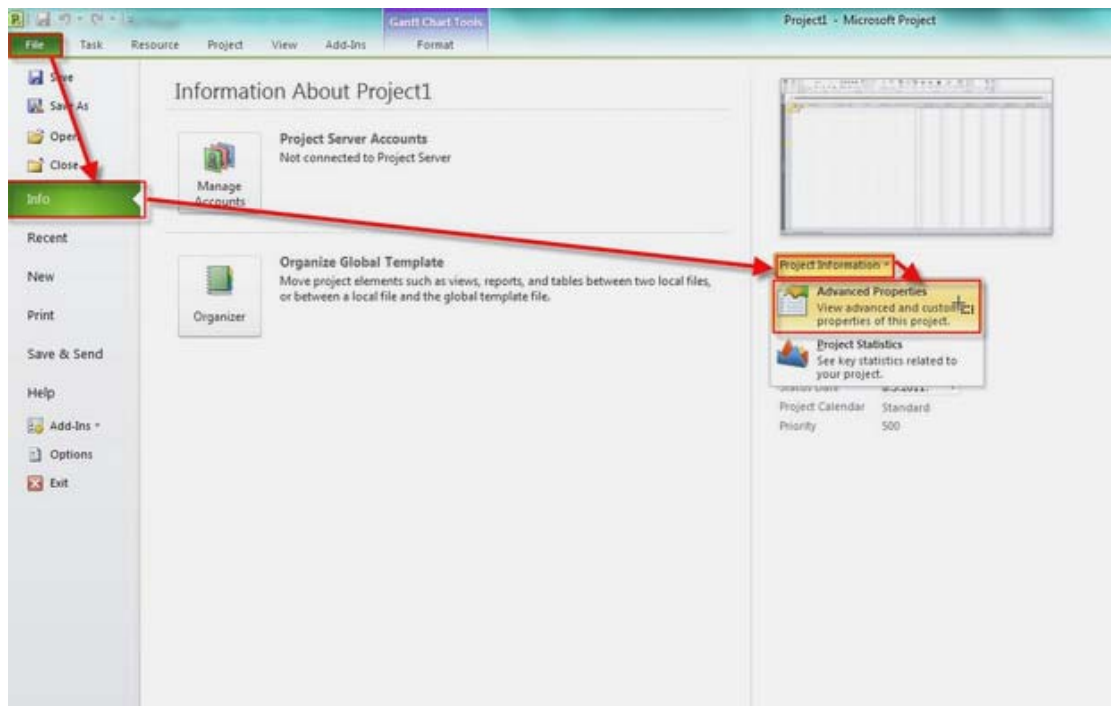 Gantt Chart Tools
Project1 - Microsoft Project
File Task Resource Project View Add-Ins Format
Save
Save As
Open
Close
Info
Recent
New
Print
Save & Send
Help
Add-Ins
Options
Exit
Information About Project1
Manage
Accounts
Project Server Accounts
Not connected to Project Server
Organizer
Organize Global Template
Move project elements such as views, reports, and tables between two local files,
or between a local file and the global template file.
Project Information
Advanced Properties
View advanced and custom
properties of this project.
Project Statistics
See key statistics related to
your project.
Status Date
Project Calendar Standard
Priority 500